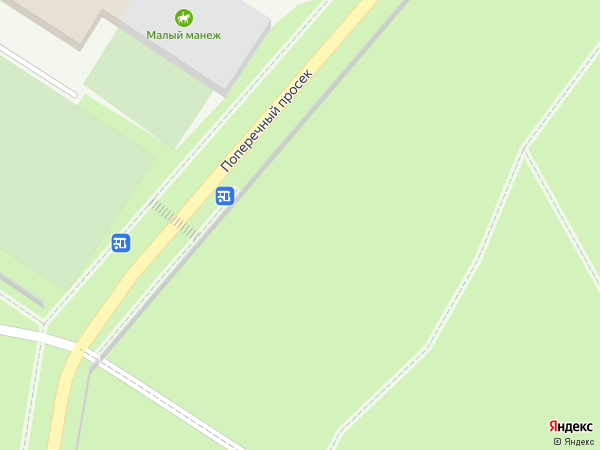 Малый манеж
Поперечный просек
Яндекс
© Яндекс